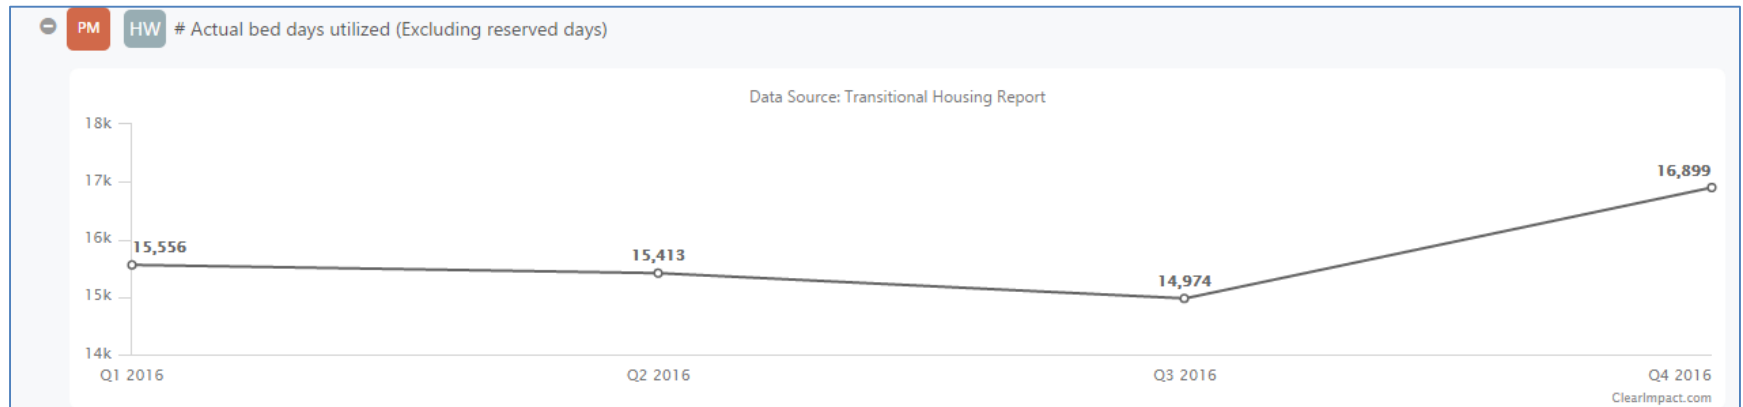 PM HW # Actual bed days utilized (Excluding reserved days)
Data Source: Transitional Housing Report
18k
17k
16,899
16k
15,556
15,413
15k
14,974
14k
Q1 2016 Q2 2016 Q3 2016 Q4 2016
ClearImpact.com